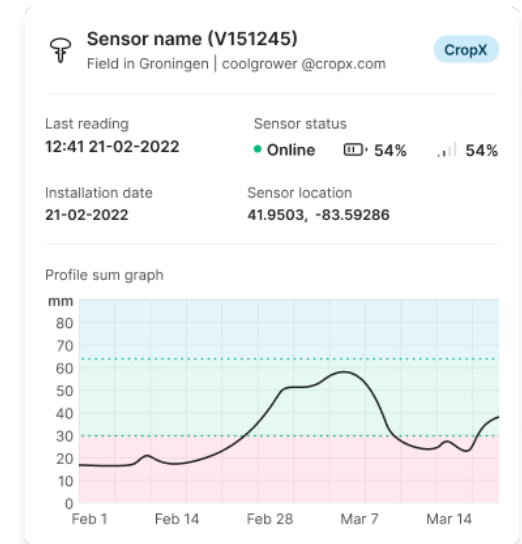 Sensor name (V151245)
CropX
Field in Groningen | coolgrower @cropx.com
Last reading
Sensor status
12:41 21-02-2022
Online 54% 54%
Installation date
Sensor location
21-02-2022
41.9503, -83.59286
Profile sum graph
mm
80
70
60
50
40
30
20
10
0
Feb 1 Feb 14 Feb 28 Mar 7 Mar 14